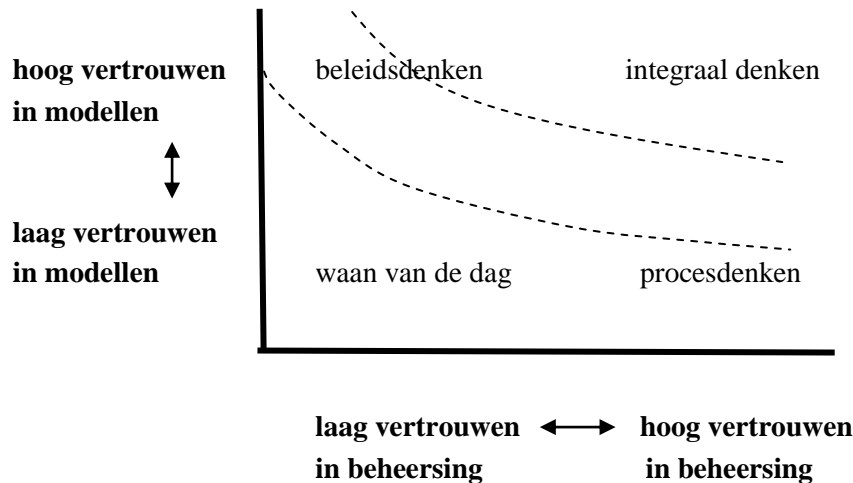 hoog vertrouwen
in modellen
beleidsdenken
integraal denken
laag vertrouwen
in modellen
waan van de dag
procesdenken
laag vertrouwen
in beheersing
hoog vertrouwen
in beheersing